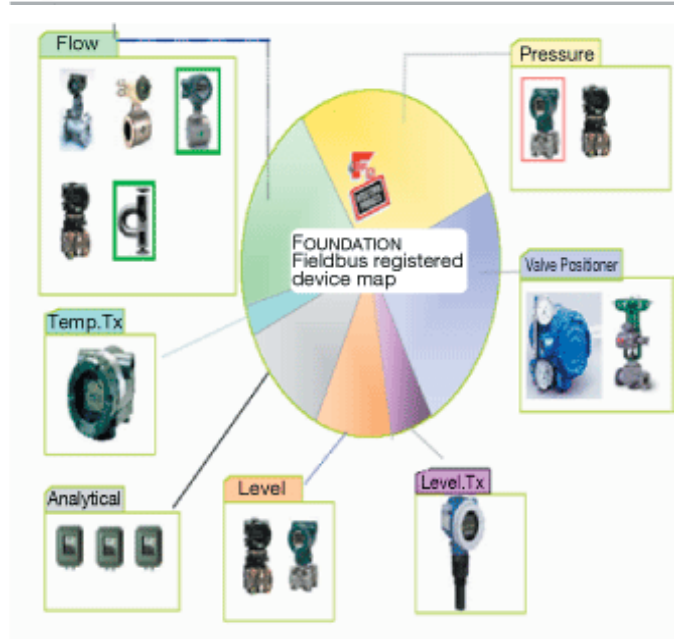 Flow
Pressure
FOUNDATION
Fieldbus registered
device map
Valve Positioner
Temp.Tx
Analytical
Level
Level.Tx